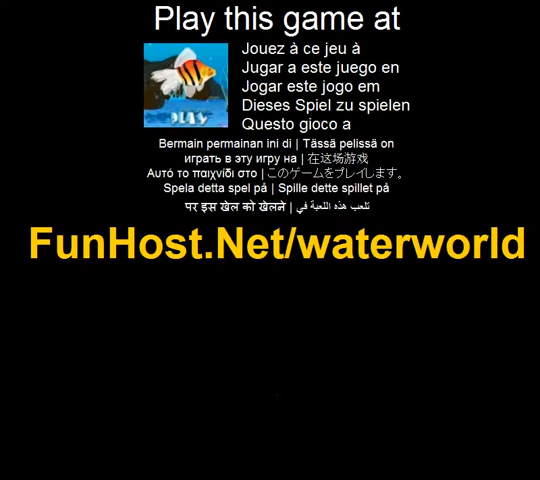 Play this game at
Jouez à ce jeu à
Jugar a este juego en
Jogar este jogo em
Dieses Spiel zu spielen
Questo gioco a
PLAY
Bermain permainan ini di | Tässä pelissä on
играть в эту игру на | 在这场游戏
Αυτό το παιχνίδι στο | このゲームをプレイします。
Spela detta spel på | Spille dette spillet på
पर इस खेल को खेलने | تلعب هذه اللعبة في
FunHost.Net/waterworld